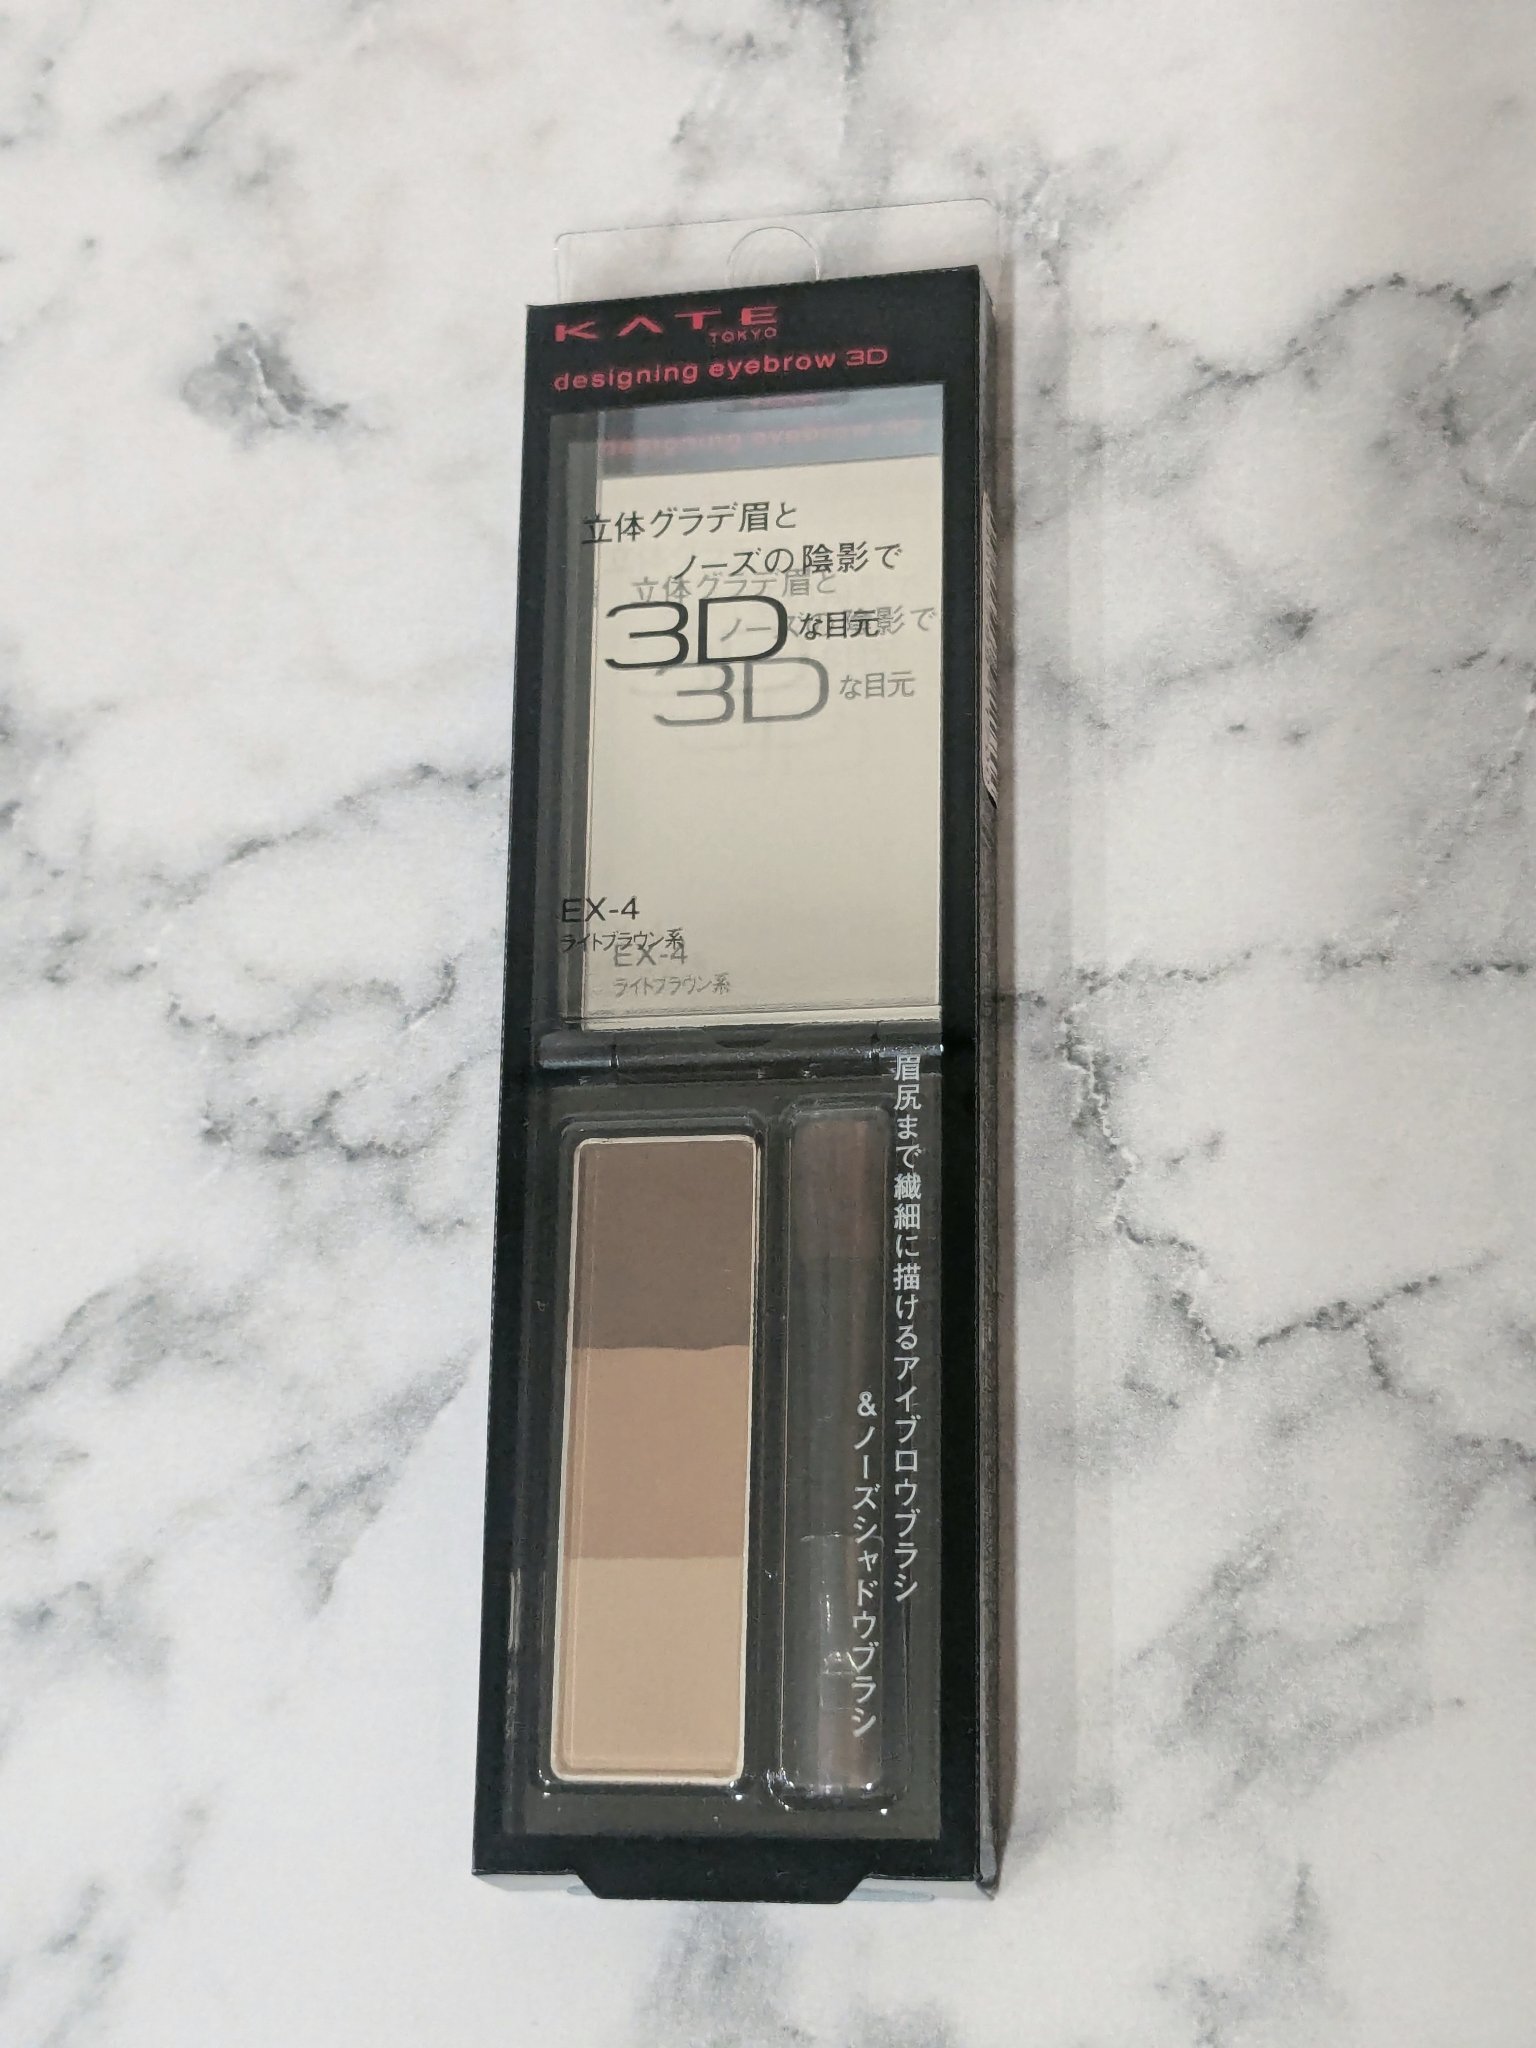 KATE
TOKYO
designing eyebrow 3D
立体グラデ眉と
ノーズの陰影で
3Dな目元
EX-4
ライトブラウン系
眉尻まで繊細に描けるアイブロウブラシ
&ノーズシャドウブラシ